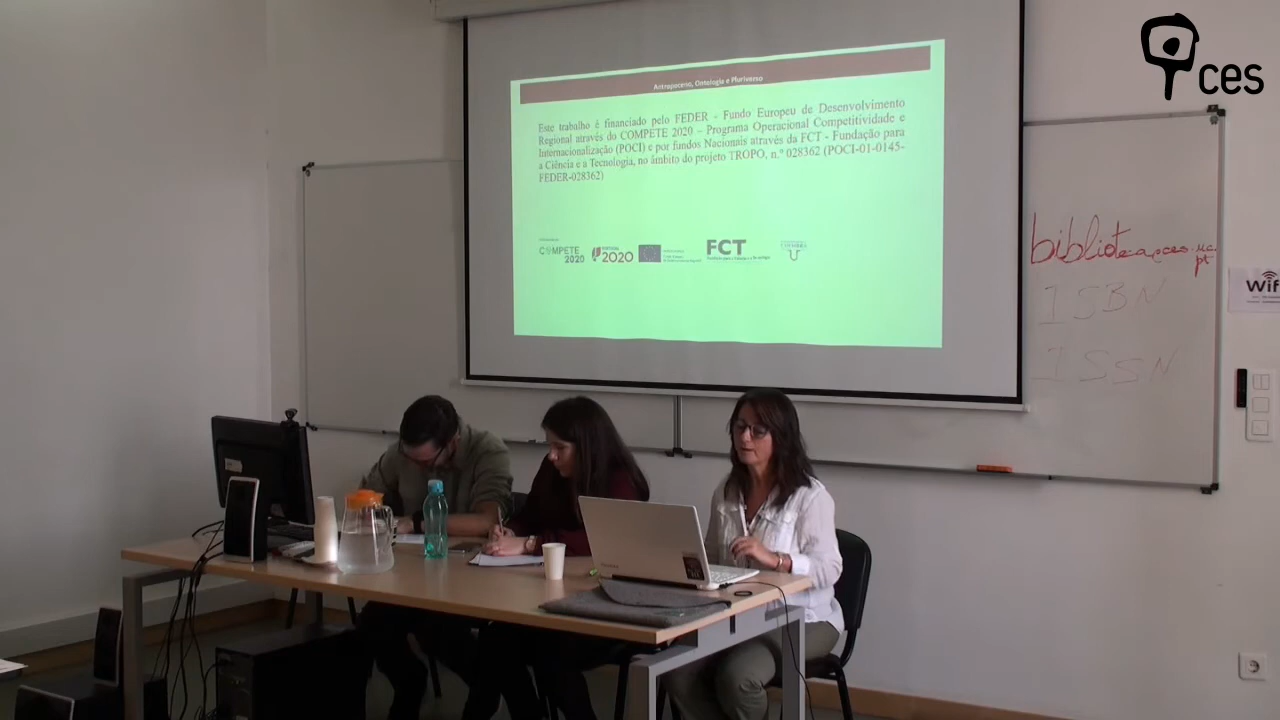 ces
Antropoceno, Ontologia e Pluriverso
Este trabalho é financiado pelo FEDER - Fundo Europeu de Desenvolvimento
Regional através do COMPETE 2020 – Programa Operacional Competitividade e
Internacionalização (POCI) e por fundos Nacionais através da FCT - Fundação para
a Ciência e a Tecnologia, no âmbito do projeto TROPO, n.º 028362 (POCI-01-0145-
FEDER-028362)
COMPETE
2020
2020
FCT
biblioteca@ces.uc.
pt
ISBN
ISSN
Wifi